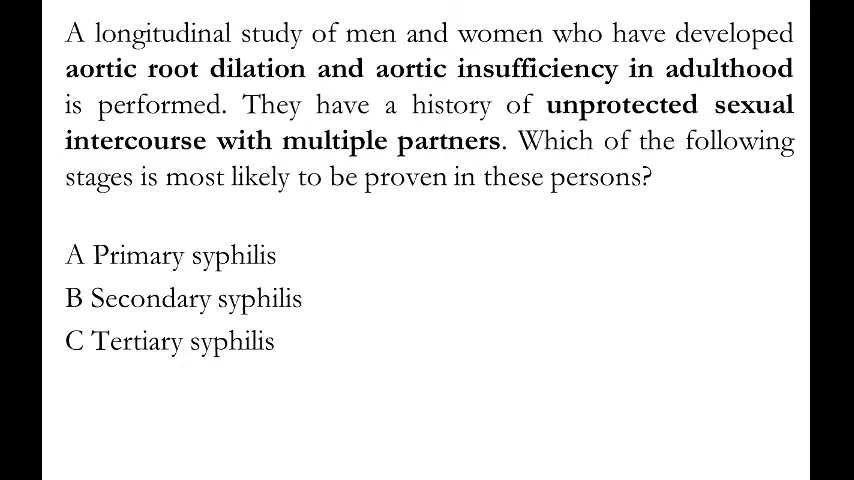 A longitudinal study of men and women who have developed
aortic root dilation and aortic insufficiency in adulthood
is performed. They have a history of unprotected sexual
intercourse with multiple partners. Which of the following
stages is most likely to be proven in these persons?
A Primary syphilis
B Secondary syphilis
C Tertiary syphilis